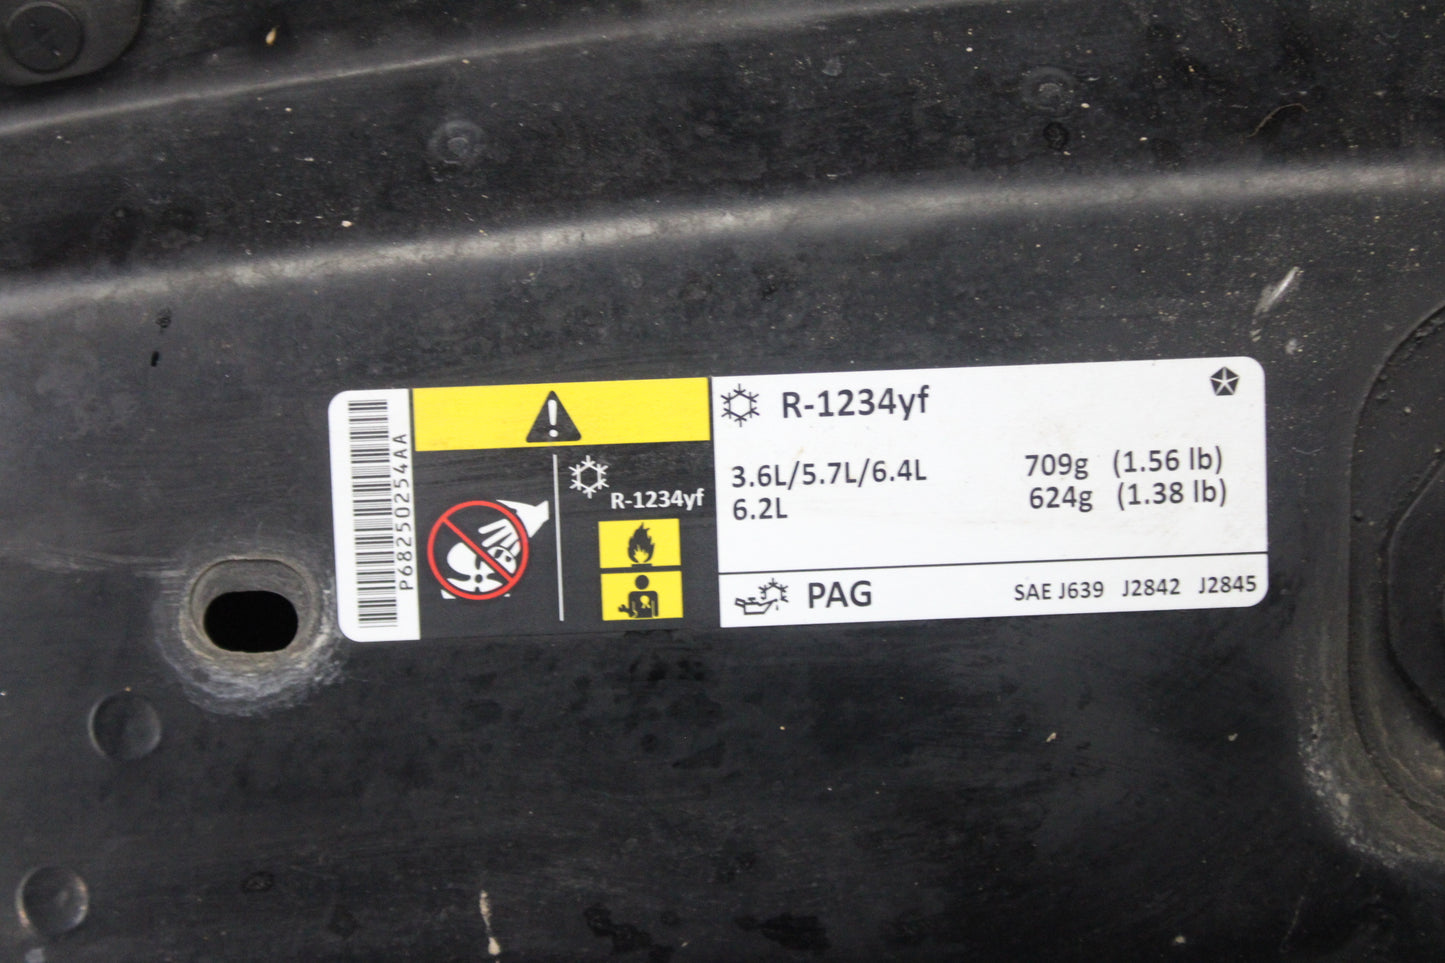 P68250254AA
R-1234yf
R-1234yf
3.6L/5.7L/6.4L 709g (1.56 lb)
6.2L 624g (1.38 lb)
PAG SAE J639 J2842 J2845